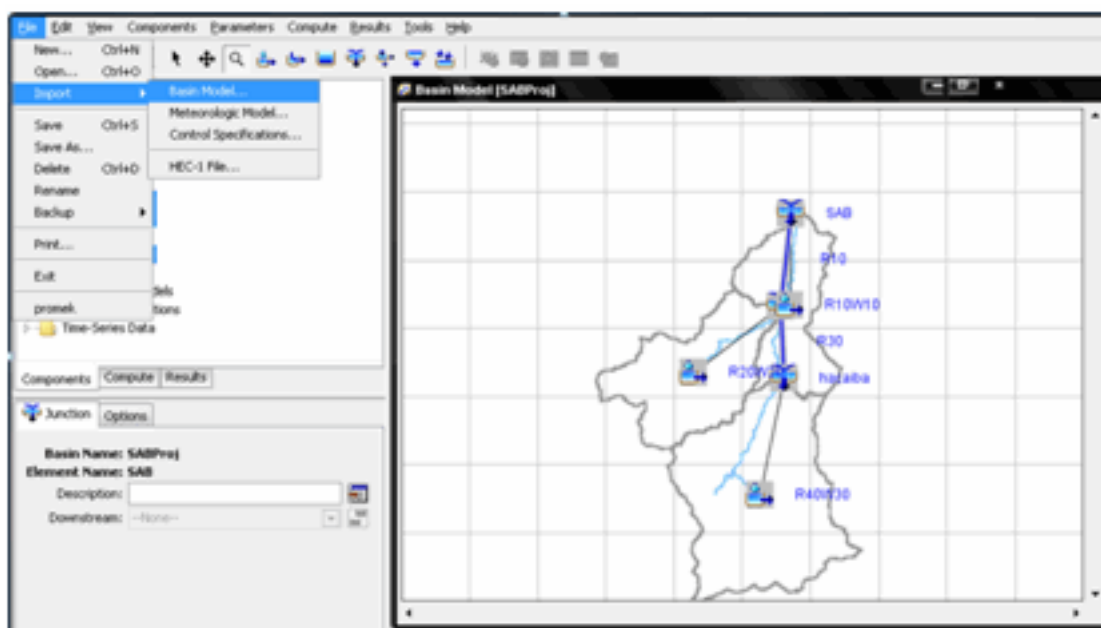 File Edit View Components Parameters Compute Results Tools Help
New... Ctrl+N
Open... Ctrl+O
Import
Basin Model...
Meteorologic Model...
Control Specifications...
HEC-1 File...
Save Ctrl+S
Save As...
Delete Ctrl+D
Rename
Backup
Print...
Exit
promek.
dels
tions
Time-Series Data
Components Compute Results
Junction Options
Basin Name: SABProj
Element Name: SAB
Description:
Downstream: --None--
Basin Model [SABProj]
SAB
R10
R10W10
R30
hazaiba
R40W30